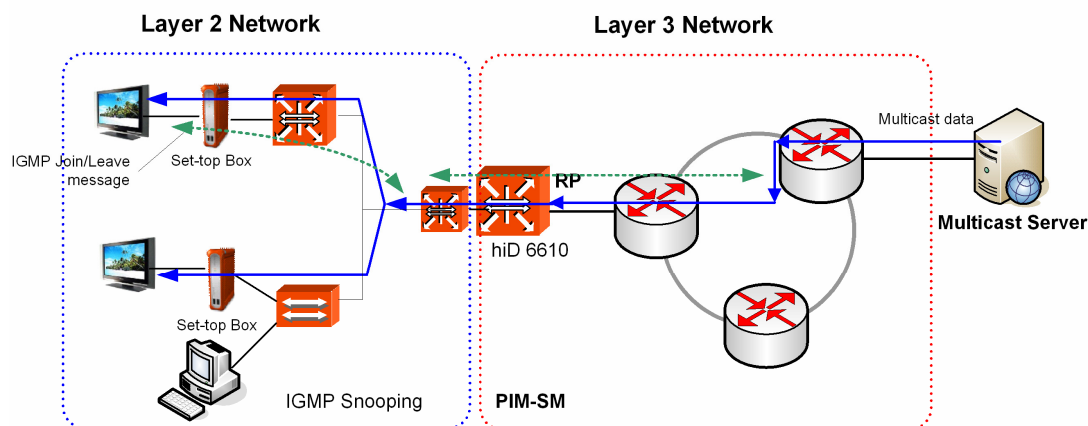 Layer 2 Network
Layer 3 Network
Multicast data
IGMP Join/Leave
message
Set-top Box
RP
Multicast Server
hiD 6610
Set-top Box
IGMP Snooping
PIM-SM